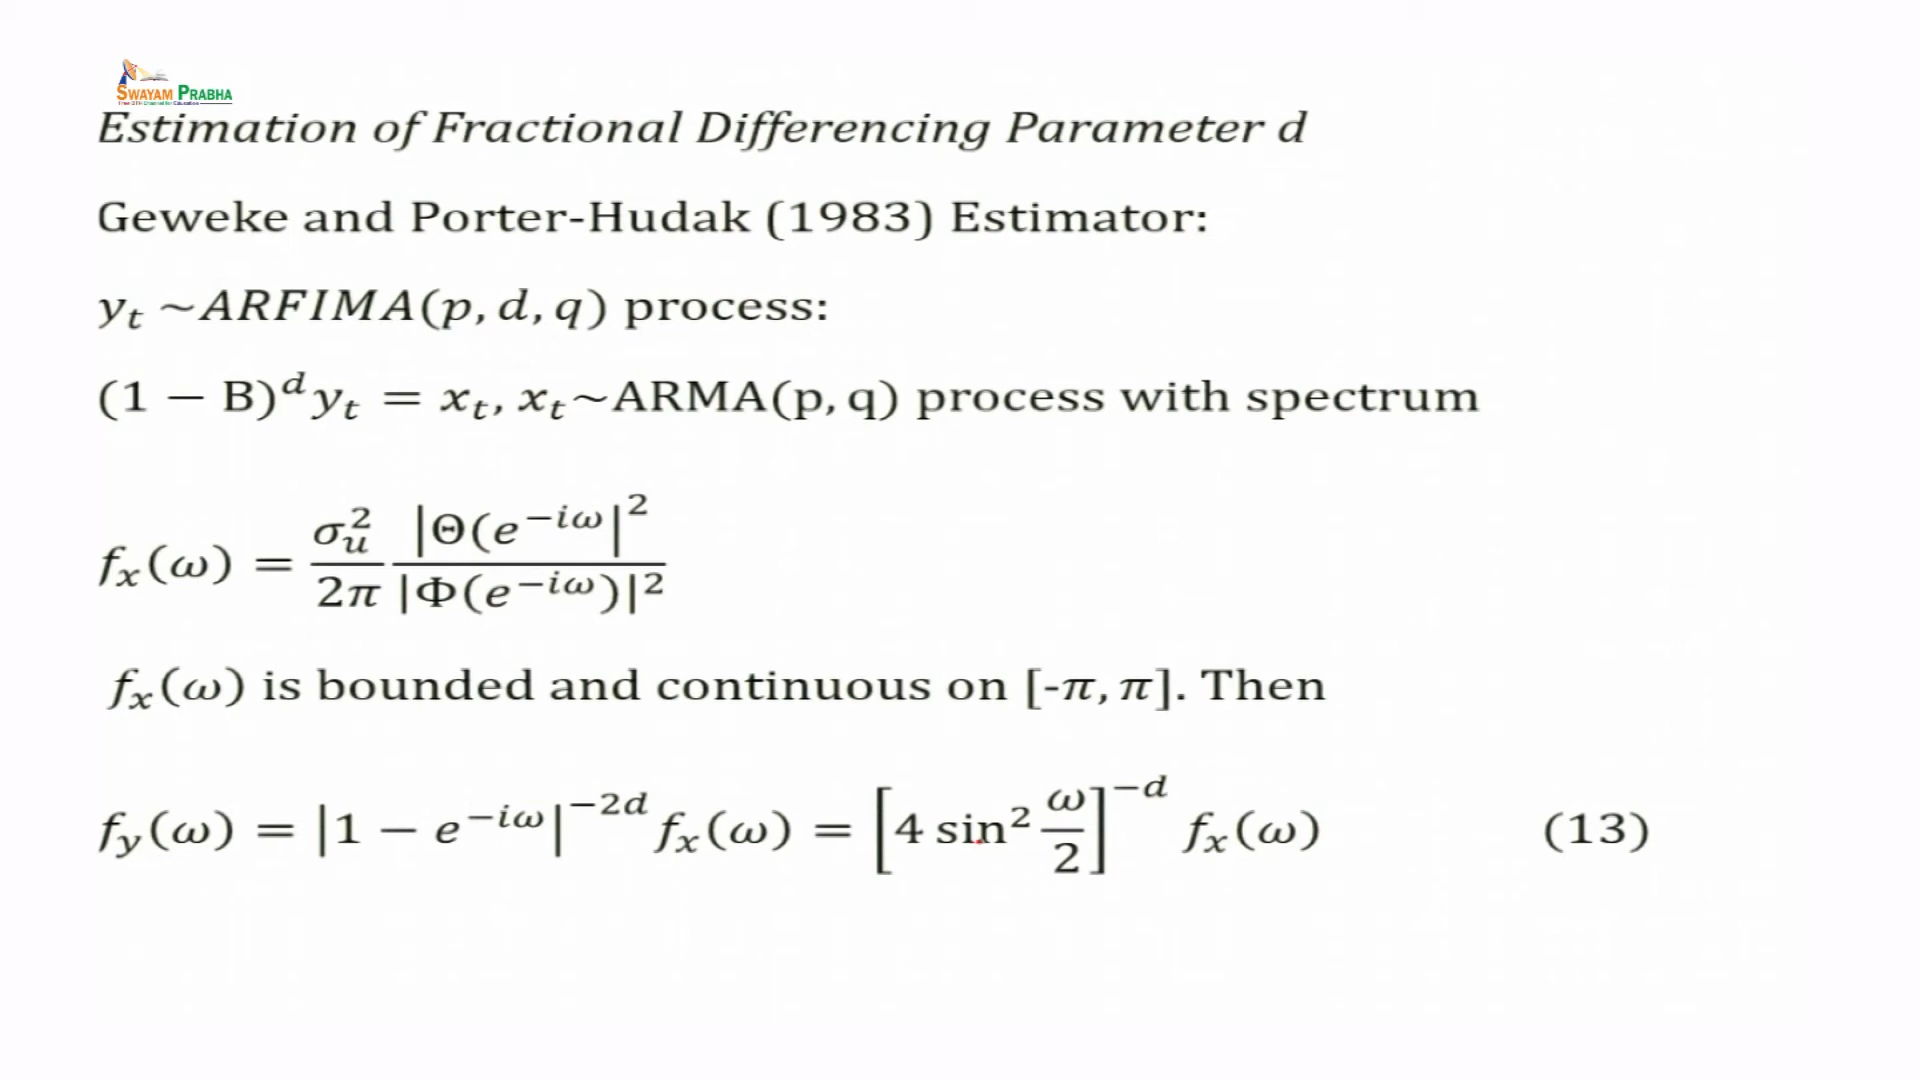 SWAYAM PRABHA
Estimation of Fractional Differencing Parameter d
Geweke and Porter-Hudak (1983) Estimator:
y_t ~ARFIMA(p, d, q) process:
(1 − B)^d y_t = x_t, x_t~ARMA(p, q) process with spectrum
f_x(ω) = σ_u^2/2π |Θ(e^{−iω}|^2 / |Φ(e^{−iω})|^2
f_x(ω) is bounded and continuous on [-π, π]. Then
f_y(ω) = |1 − e^{−iω}|^{−2d} f_x(ω) = [4 sin^2 ω/2]^{−d} f_x(ω) (13)